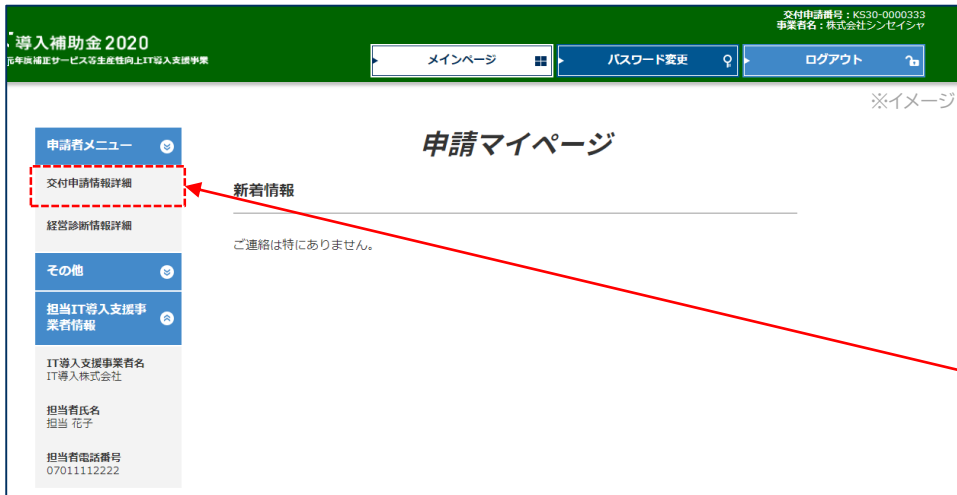 交付申請番号：KS30-0000333
事業者名：株式会社シンセイシャ
導入補助金2020
元年度補正サービス等生産性向上IT導入支援事業
メインページ
パスワード変更
ログアウト
※イメージ
申請者メニュー
交付申請情報詳細
経営診断情報詳細
その他
担当IT導入支援事
業者情報
IT導入支援事業者名
IT導入株式会社
担当者氏名
担当 花子
担当者電話番号
07011112222
申請マイページ
新着情報
ご連絡は特にありません。